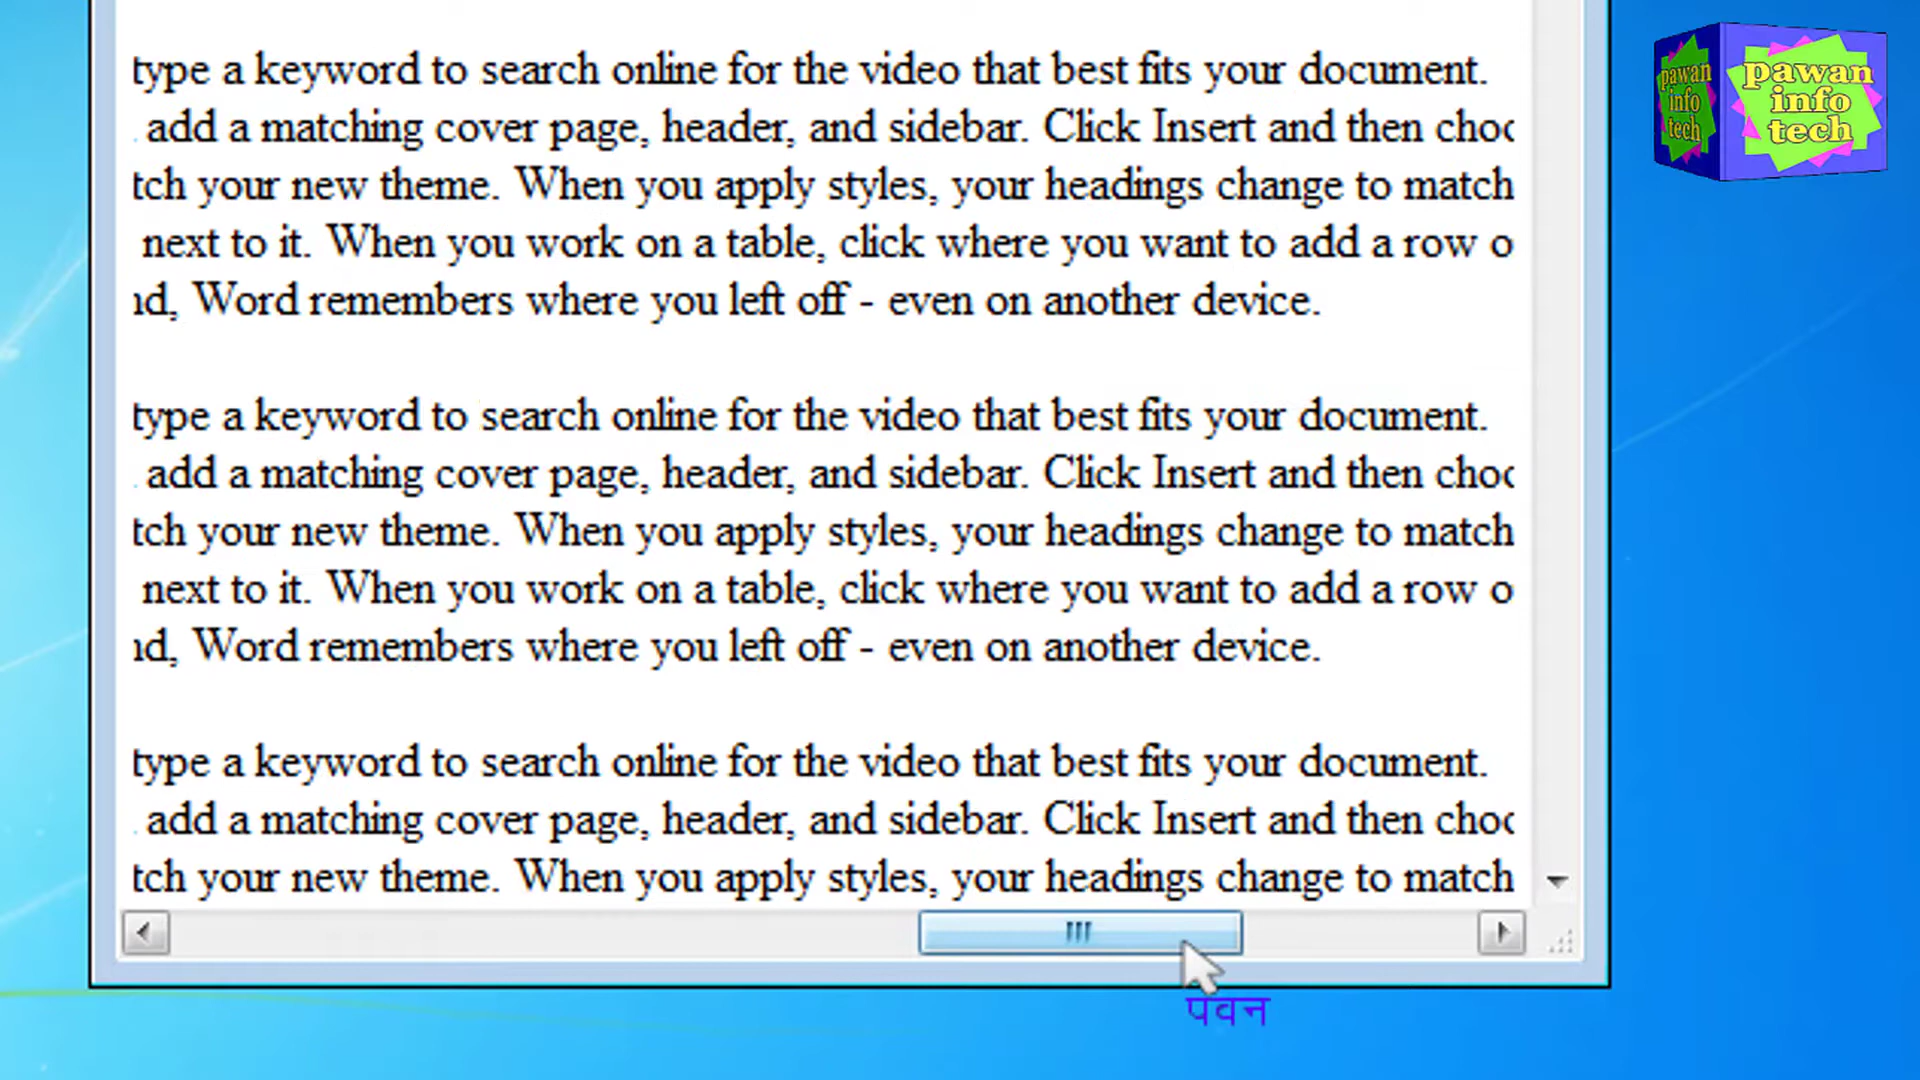 type a keyword to search online for the video that best fits your document.
add a matching cover page, header, and sidebar. Click Insert and then choo
tch your new theme. When you apply styles, your headings change to match
next to it. When you work on a table, click where you want to add a row o
nd, Word remembers where you left off - even on another device.
type a keyword to search online for the video that best fits your document.
add a matching cover page, header, and sidebar. Click Insert and then choo
tch your new theme. When you apply styles, your headings change to match
next to it. When you work on a table, click where you want to add a row o
nd, Word remembers where you left off - even on another device.
type a keyword to search online for the video that best fits your document.
add a matching cover page, header, and sidebar. Click Insert and then choo
tch your new theme. When you apply styles, your headings change to match
पवन
pawan
info
tech
pawan
info
tech